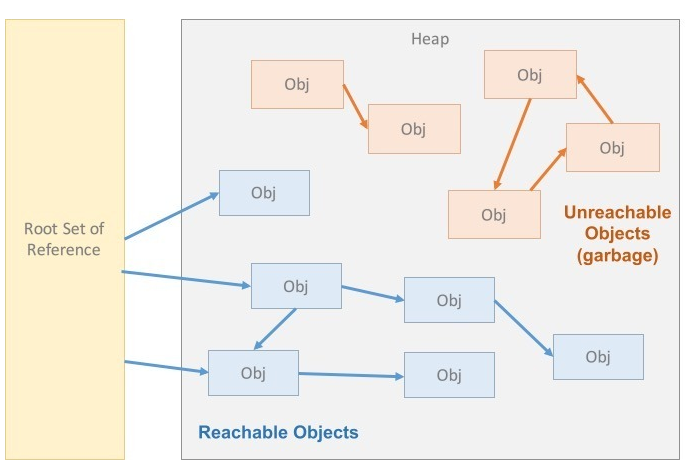 Heap
Obj
Obj
Obj
Obj
Obj
Obj
Unreachable
Objects
(garbage)
Root Set of
Reference
Obj
Obj
Obj
Obj
Obj
Reachable Objects